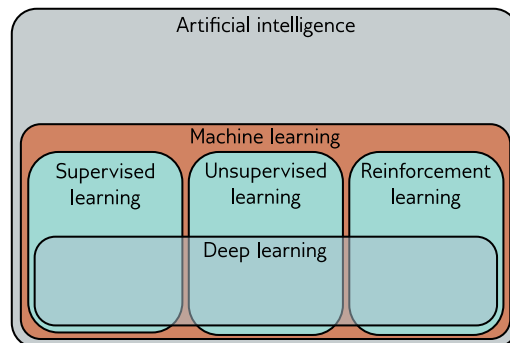 Artificial intelligence
Machine learning
Supervised
learning
Unsupervised
learning
Reinforcement
learning
Deep learning